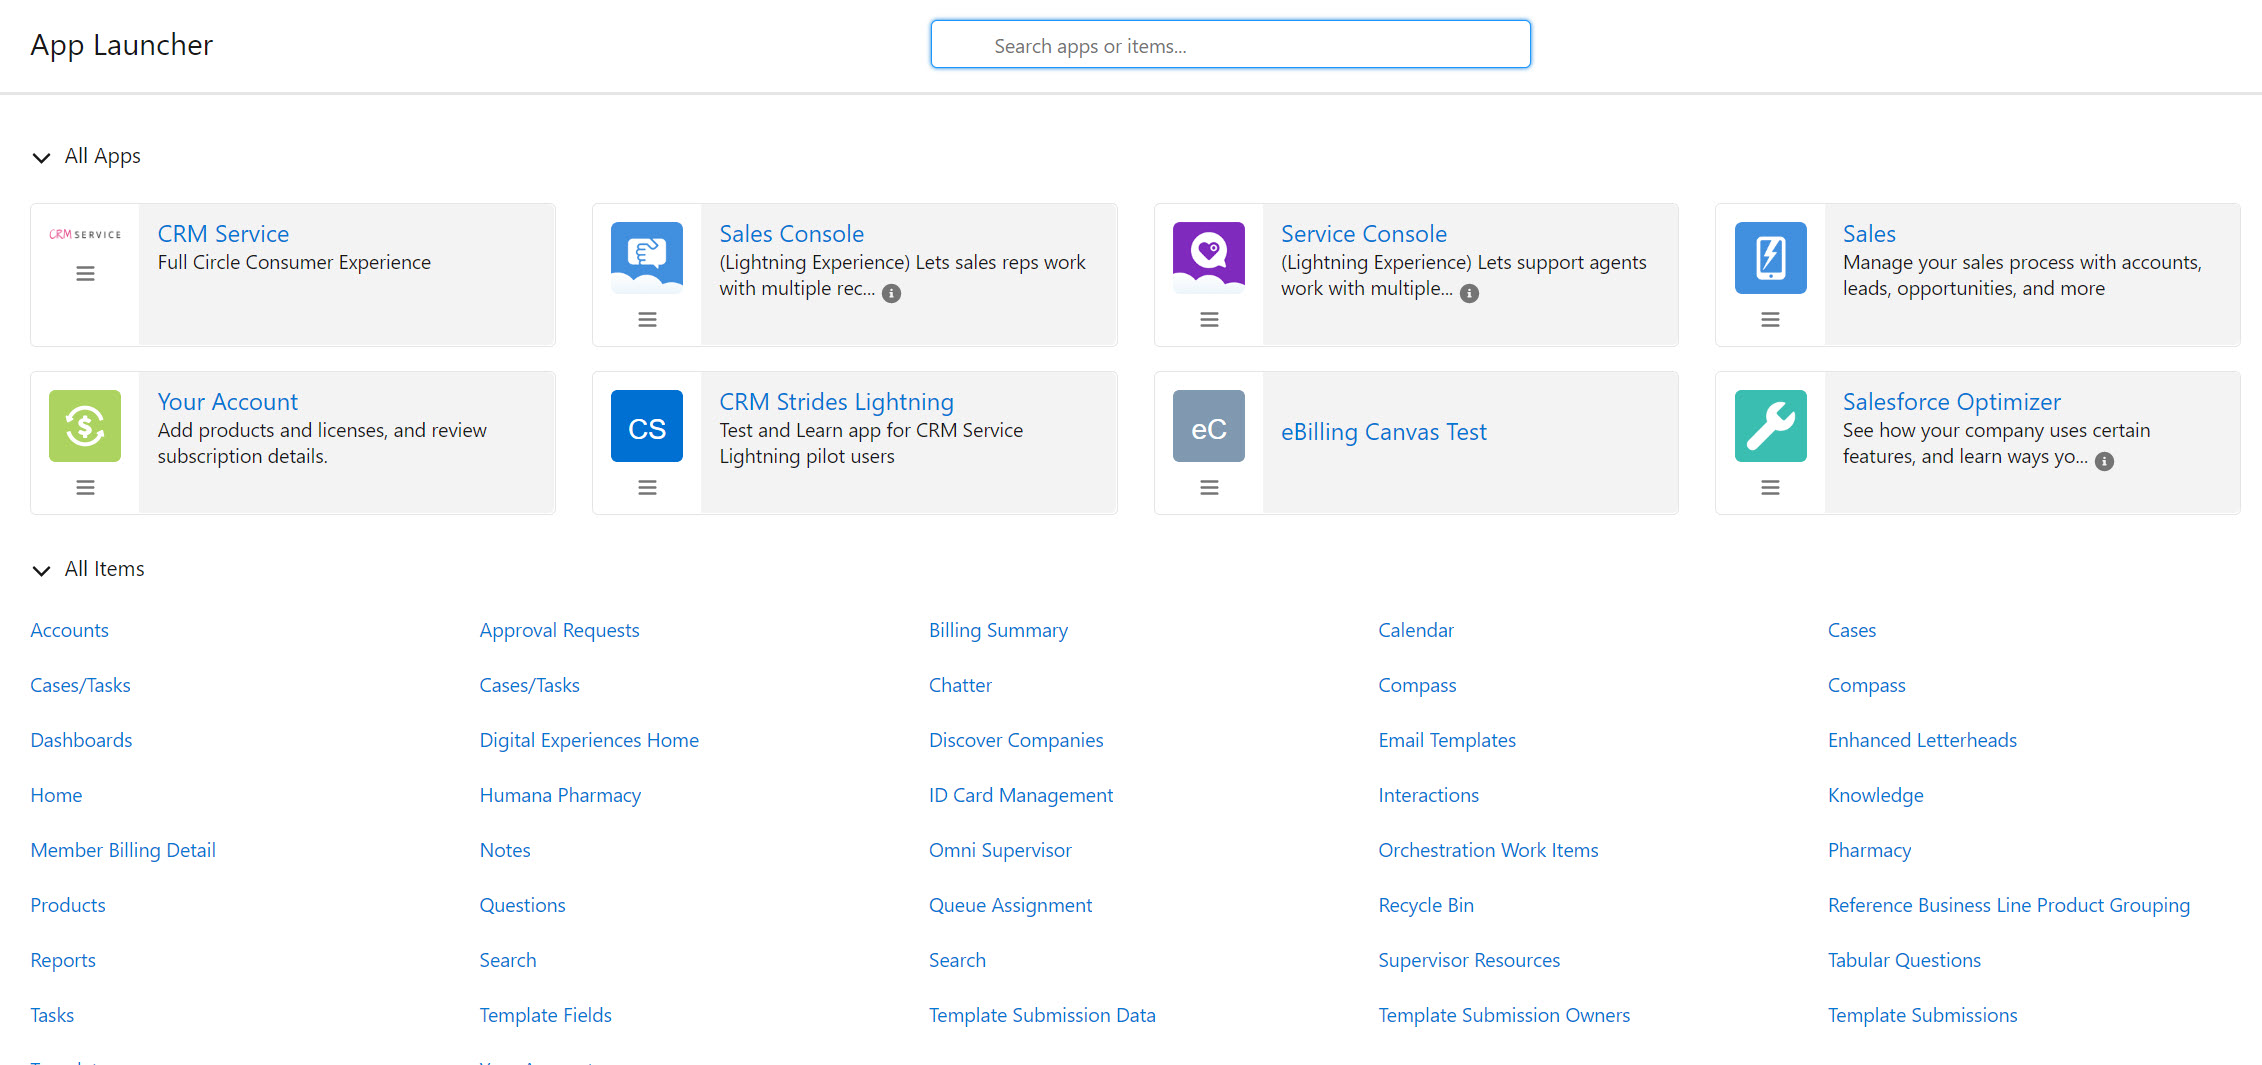 App Launcher
Search apps or items...
All Apps
CRM SERVICE
CRM Service
Full Circle Consumer Experience
Sales Console
(Lightning Experience) Lets sales reps work
with multiple rec...
Service Console
(Lightning Experience) Lets support agents
work with multiple...
Sales
Manage your sales process with accounts,
leads, opportunities, and more
Your Account
Add products and licenses, and review
subscription details.
CS
CRM Strides Lightning
Test and Learn app for CRM Service
Lightning pilot users
eC
eBilling Canvas Test
Salesforce Optimizer
See how your company uses certain
features, and learn ways yo...
All Items
Accounts
Approval Requests
Billing Summary
Calendar
Cases
Cases/Tasks
Cases/Tasks
Chatter
Compass
Compass
Dashboards
Digital Experiences Home
Discover Companies
Email Templates
Enhanced Letterheads
Home
Humana Pharmacy
ID Card Management
Interactions
Knowledge
Member Billing Detail
Notes
Omni Supervisor
Orchestration Work Items
Pharmacy
Products
Questions
Queue Assignment
Recycle Bin
Reference Business Line Product Grouping
Reports
Search
Search
Supervisor Resources
Tabular Questions
Tasks
Template Fields
Template Submission Data
Template Submission Owners
Template Submissions